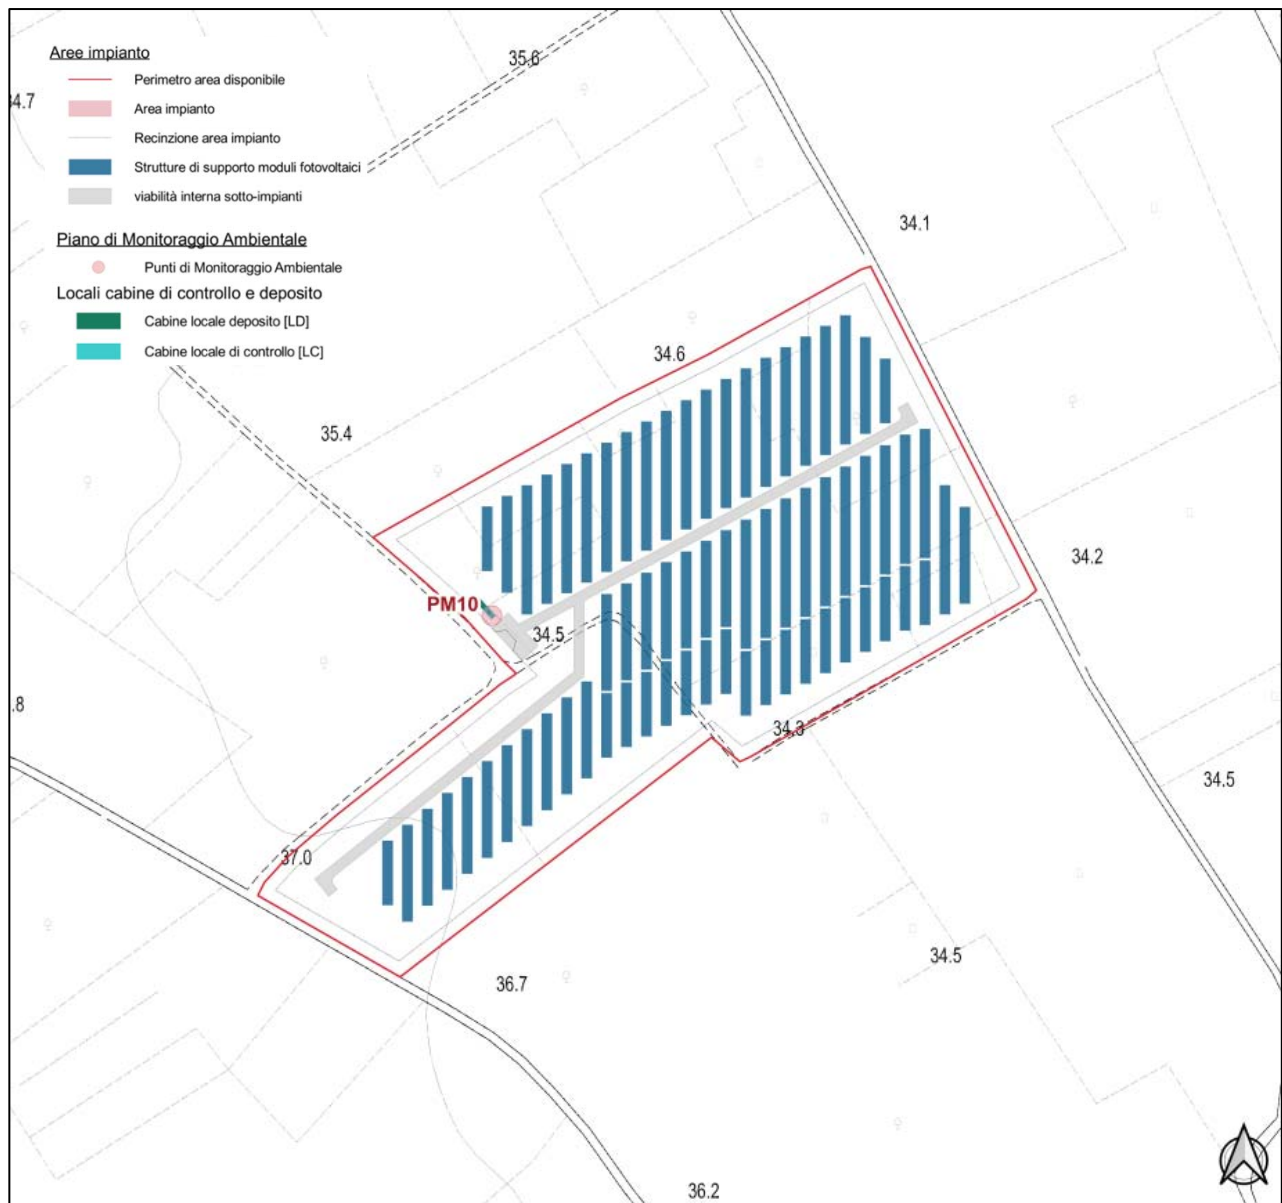 Aree impianto
Perimetro area disponibile
Area impianto
Recinzione area impianto
Strutture di supporto moduli fotovoltaici
viabilità interna sotto-impianti
Piano di Monitoraggio Ambientale
Punti di Monitoraggio Ambientale
Locali cabine di controllo e deposito
Cabine locale deposito [LD]
Cabine locale di controllo [LC]
35.6
34.7
34.1
34.6
35.4
34.2
PM10
34.5
.8
34.3
34.5
37.0
34.5
36.7
36.2